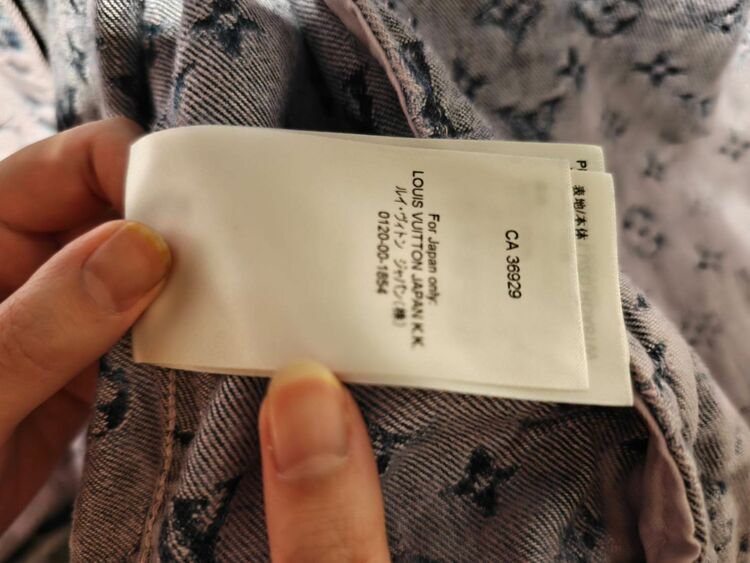 CA 36929
For Japan only:
LOUIS VUITTON JAPAN K.K.
ルイ・ヴィトン ジャパン(株)
0120-00-1854
表地/本体